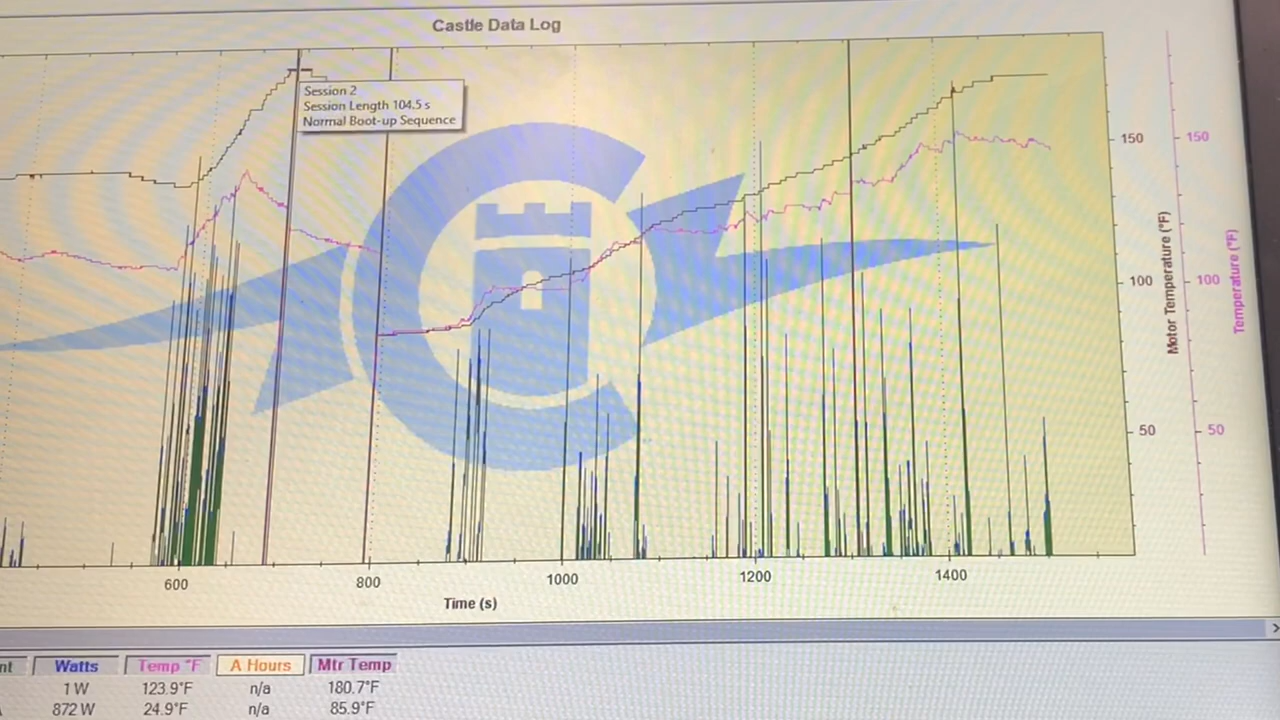 Castle Data Log
Session 2
Session Length 104.5 s
Normal Boot-up Sequence
150
100
50
Motor Temperature (°F)
150
100
50
Temperature (°F)
600 800 1000 1200 1400
Time (s)
nt Watts Temp °F A Hours Mtr Temp
1 W 123.9°F n/a 180.7°F
872 W 24.9°F n/a 85.9°F